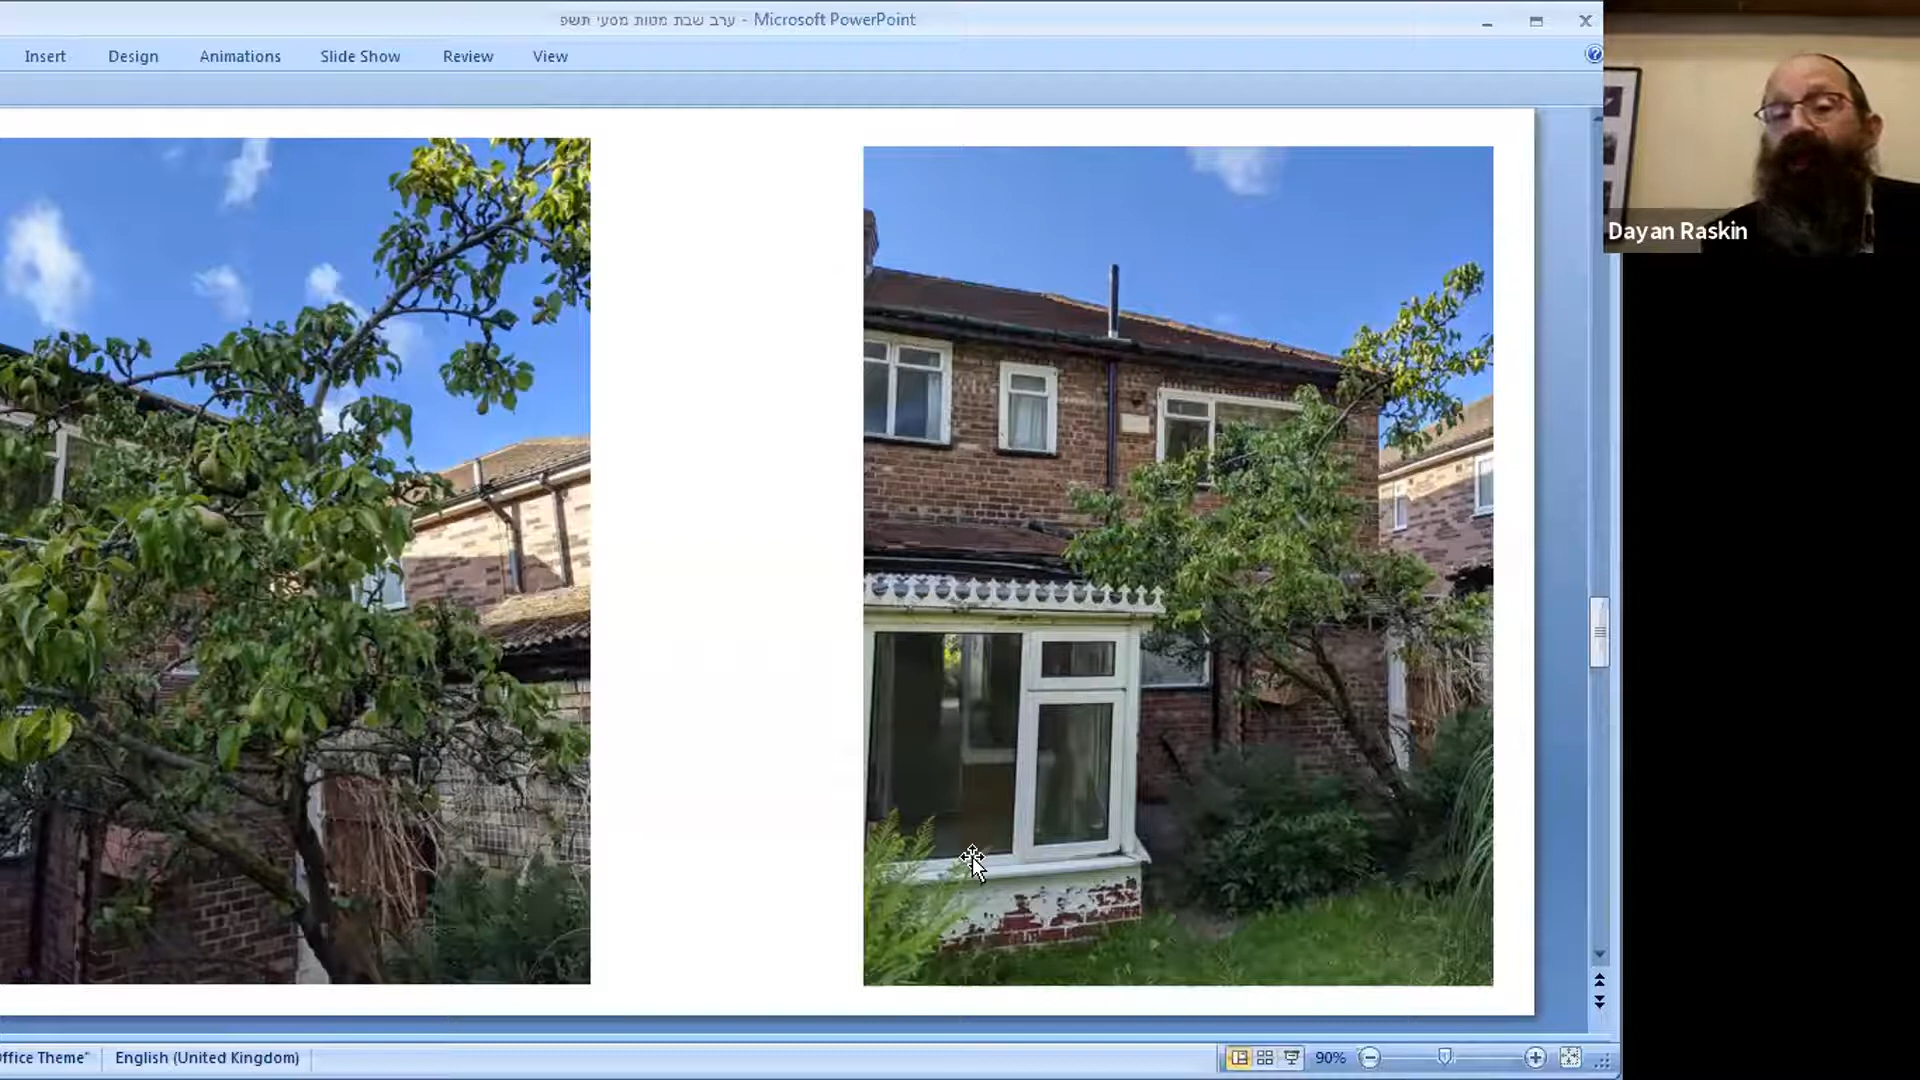 ערב שבת מטות מסעי תשפ - Microsoft PowerPoint
Insert Design Animations Slide Show Review View
Dayan Raskin
ffice Theme" English (United Kingdom) 90%